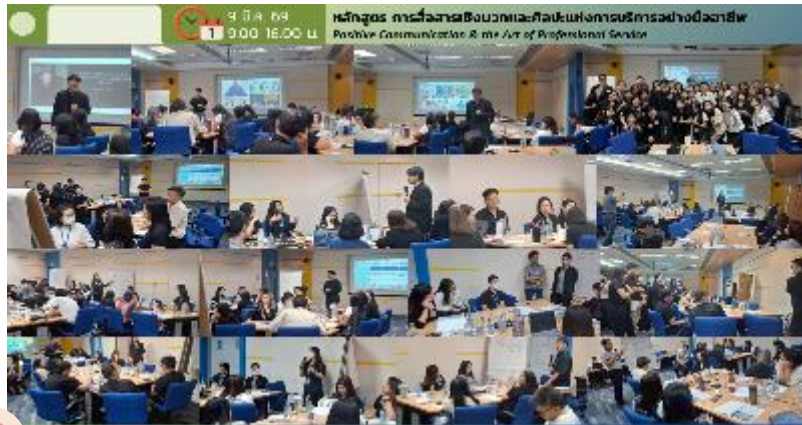 9 มี.ค. 69
หลักสูตร การสื่อสารเชิงบวกและศิลปะแห่งการบริการอย่างมืออาชีพ
1 9.00 16.00 น.
Positive Communication & the Art of Professional Service